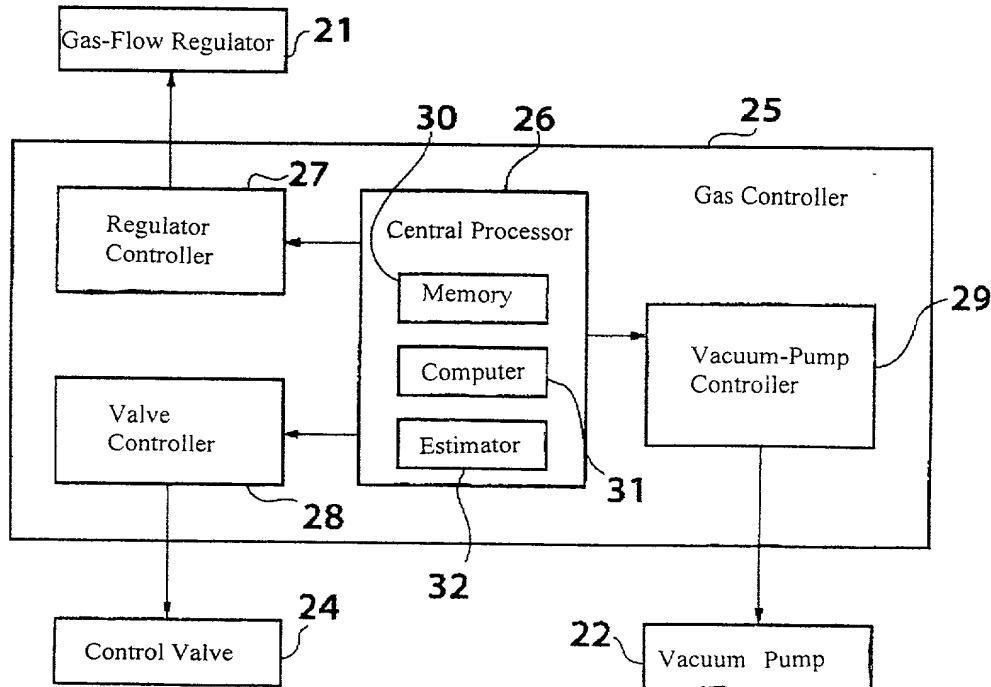 Gas-Flow Regulator
21
30
26
25
27
Gas Controller
Regulator
Controller
Central Processor
Memory
29
Computer
Vacuum-Pump
Controller
Valve
Controller
Estimator
31
28
32
24
22
Control Valve
Vacuum Pump